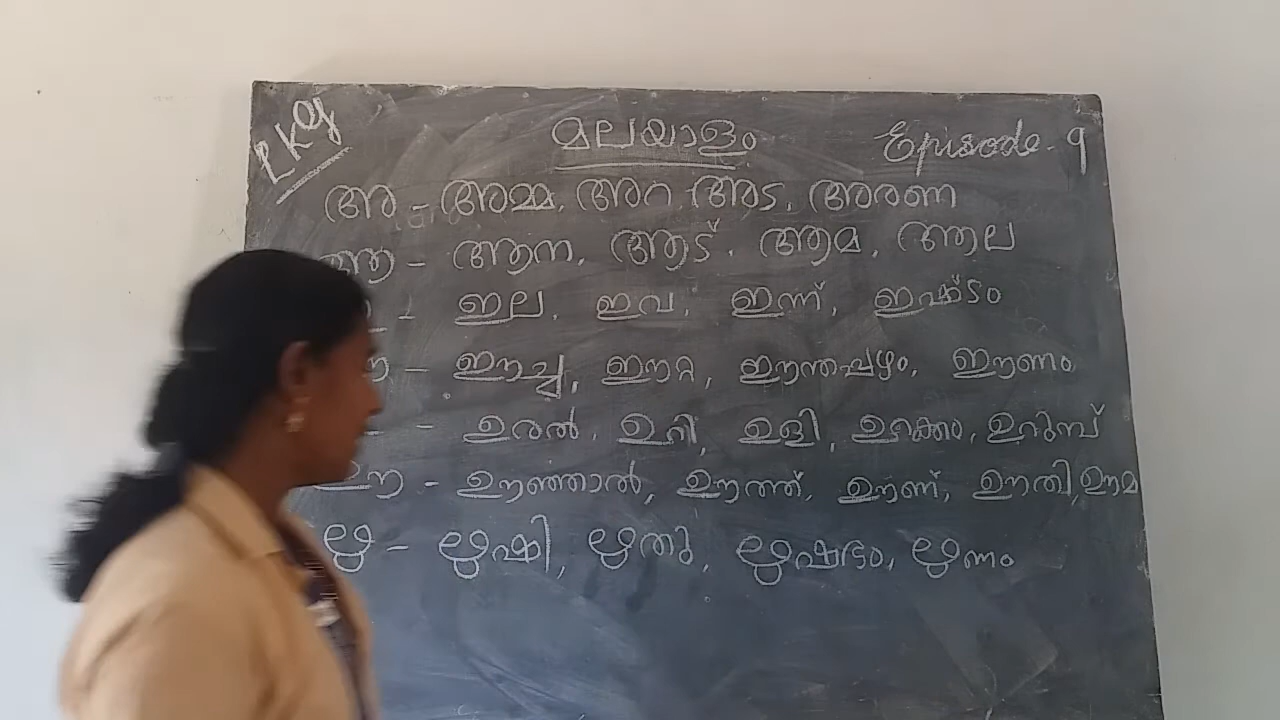 LKG
മലയാളം
Episode-9
അ - അമ്മ, അറ, അട, അരണ
ആ - ആന, ആട്, ആമ, ആല
- ഇല, ഇവ, ഇന്ന്, ഇഷ്ടം
- ഈച്ച, ഈറ്റ, ഈന്തപ്പഴം, ഈണം
- ഉരൽ, ഉറി, ഉളി, ഉറുമ്പ്
ഊ - ഊഞ്ഞാൽ, ഊത്ത്, ഊണ്, ഊതി, ഊമ
ഋ - ഋഷി, ഋതു, ഋഷഭം, ഋണം